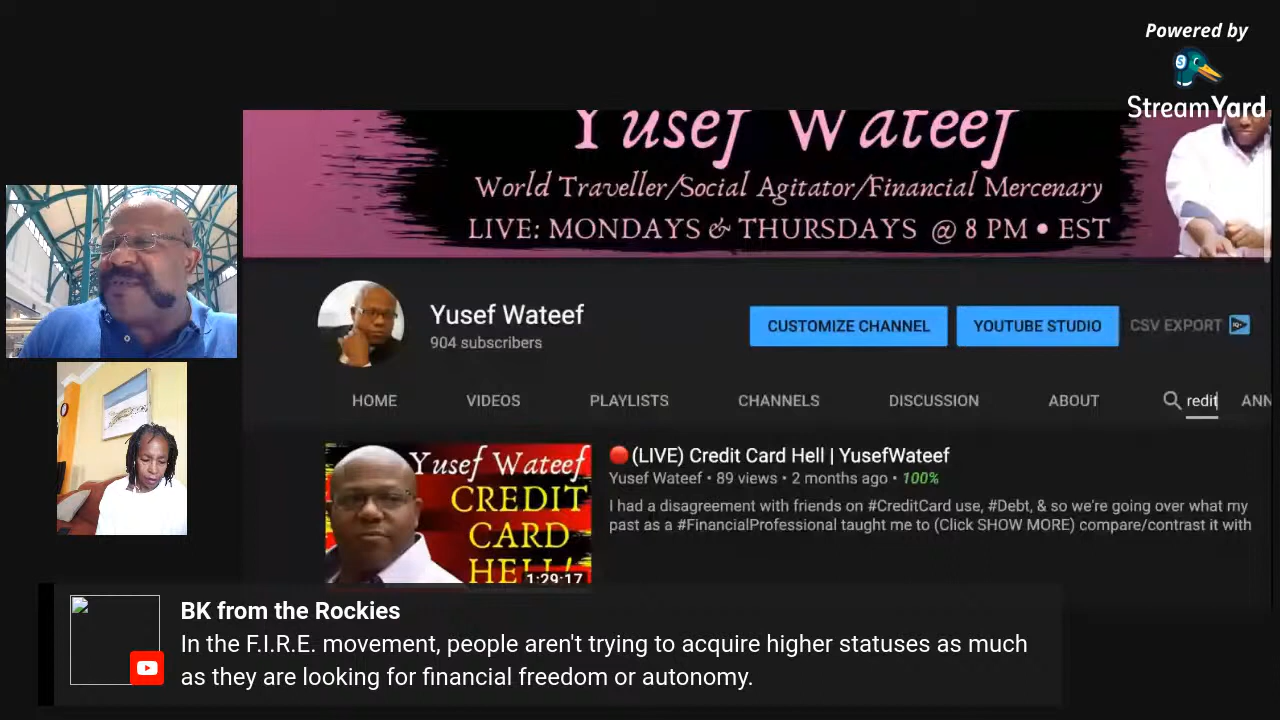 Powered by
StreamYard
Yusef Wateef
World Traveller/Social Agitator/Financial Mercenary
LIVE: MONDAYS & THURSDAYS @ 8 PM • EST
Yusef Wateef
904 subscribers
CUSTOMIZE CHANNEL
YOUTUBE STUDIO
CSV EXPORT
HOME VIDEOS PLAYLISTS CHANNELS DISCUSSION ABOUT redit ANN
Yusef Wateef
CREDIT
CARD
HELL!
1:29:17
🔴(LIVE) Credit Card Hell | YusefWateef
Yusef Wateef • 89 views • 2 months ago • 100%
I had a disagreement with friends on #CreditCard use, #Debt, & so we're going over what my
past as a #FinancialProfessional taught me to (Click SHOW MORE) compare/contrast it with
BK from the Rockies
In the F.I.R.E. movement, people aren't trying to acquire higher statuses as much
as they are looking for financial freedom or autonomy.